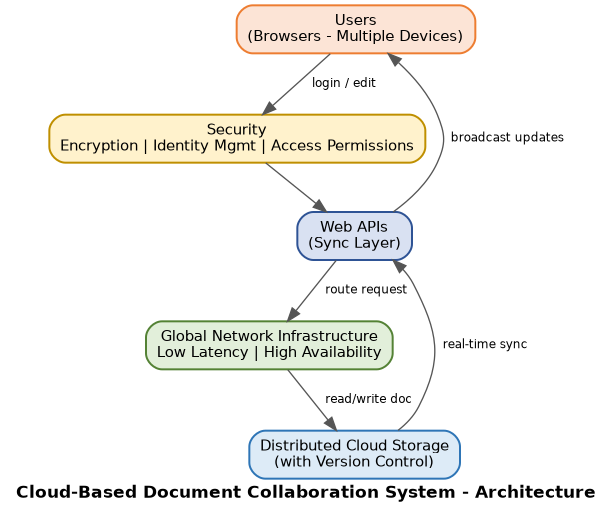 Users
(Browsers - Multiple Devices)
login / edit
Security
Encryption | Identity Mgmt | Access Permissions
broadcast updates
Web APIs
(Sync Layer)
route request
Global Network Infrastructure
Low Latency | High Availability
real-time sync
read/write doc
Distributed Cloud Storage
(with Version Control)
Cloud-Based Document Collaboration System - Architecture